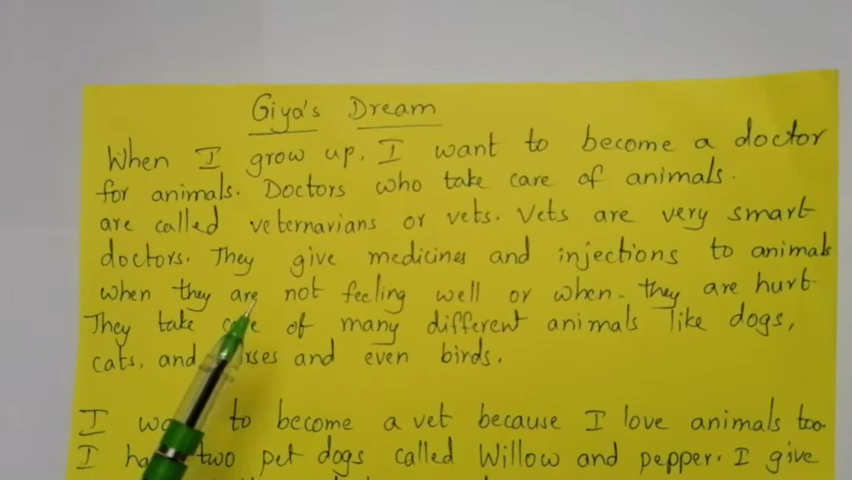 Giya's Dream
When I grow up, I want to become a doctor
for animals. Doctors who take care of animals.
are called veternarians or vets. Vets are very smart
doctors. They give medicines and injections to animals
when they are not feeling well or when they are hurt.
They take of many different animals like dogs,
cats, and and even birds.
I to become a vet because I love animals too.
I two pet dogs called Willow and pepper. I give